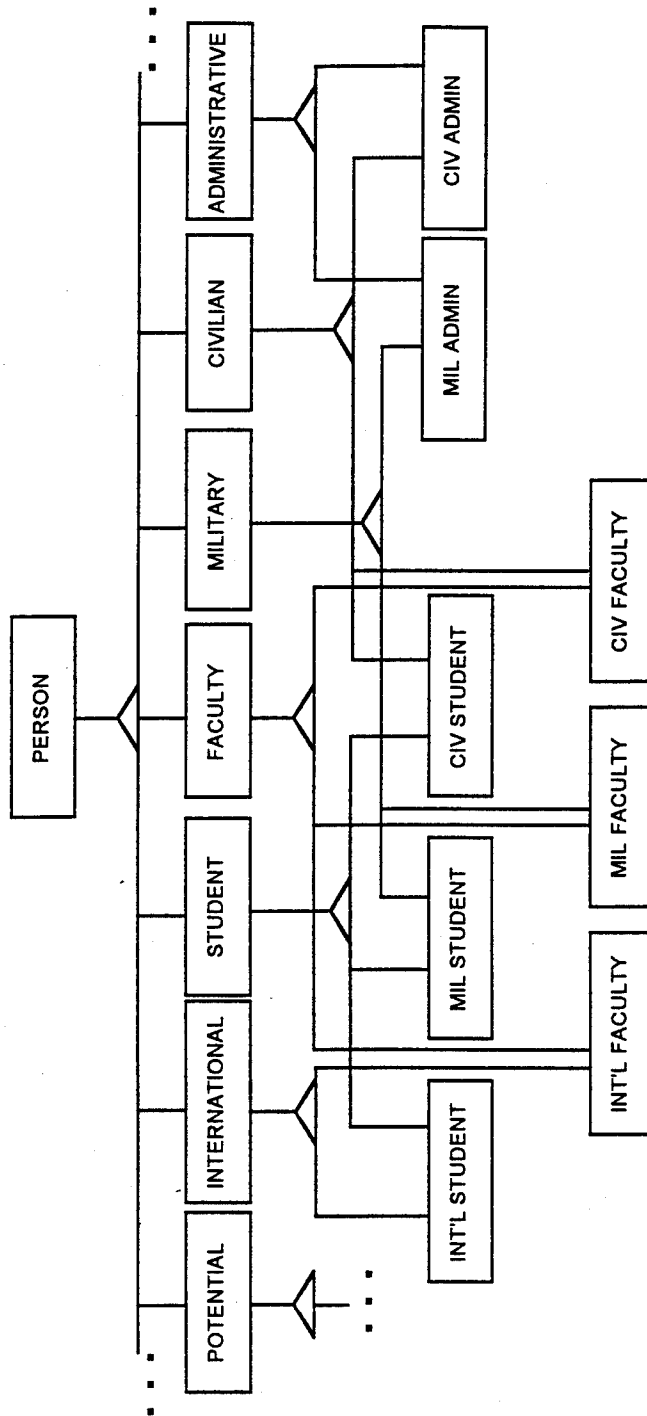 PERSON
POTENTIAL
INTERNATIONAL
STUDENT
FACULTY
MILITARY
CIVILIAN
ADMINISTRATIVE
INT'L STUDENT
MIL STUDENT
CIV STUDENT
MIL ADMIN
CIV ADMIN
INT'L FACULTY
MIL FACULTY
CIV FACULTY